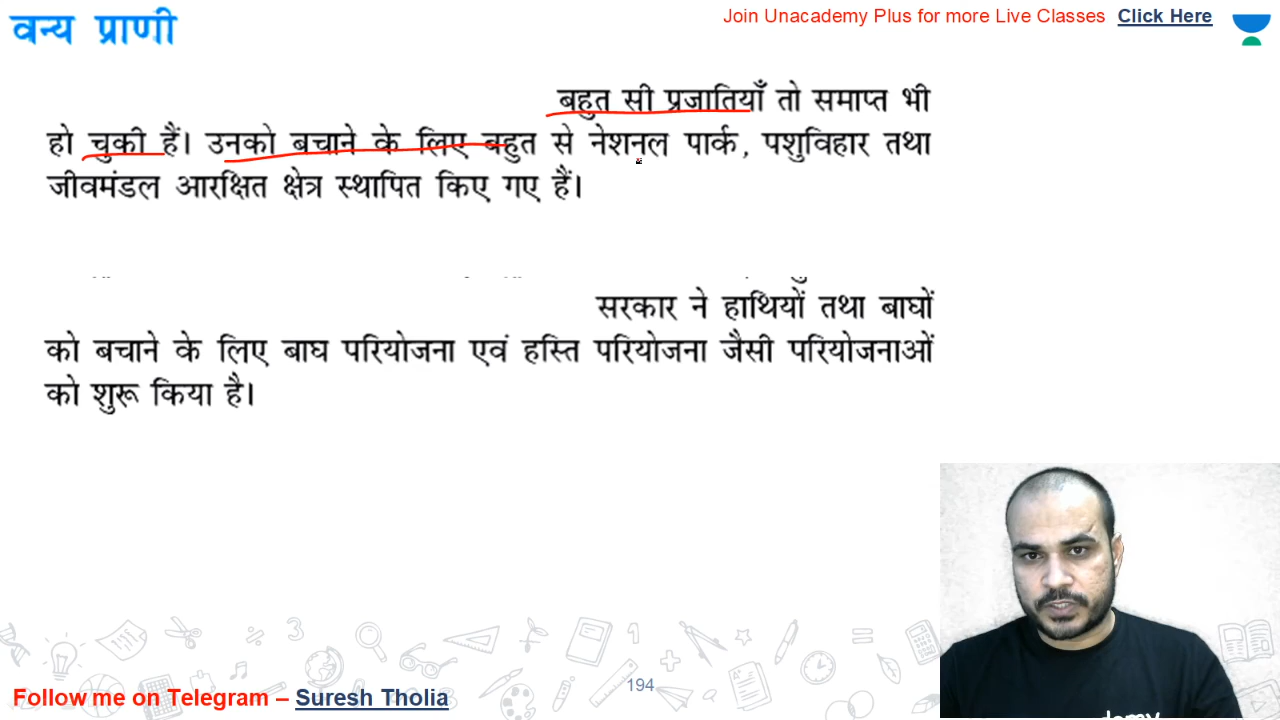 वन्य प्राणी
Join Unacademy Plus for more Live Classes Click Here
बहुत सी प्रजातियाँ तो समाप्त भी
हो चुकी हैं। उनको बचाने के लिए बहुत से नेशनल पार्क, पशुविहार तथा
जीवमंडल आरक्षित क्षेत्र स्थापित किए गए हैं।
सरकार ने हाथियों तथा बाघों
को बचाने के लिए बाघ परियोजना एवं हस्ति परियोजना जैसी परियोजनाओं
को शुरू किया है।
194
Follow me on Telegram – Suresh Tholia